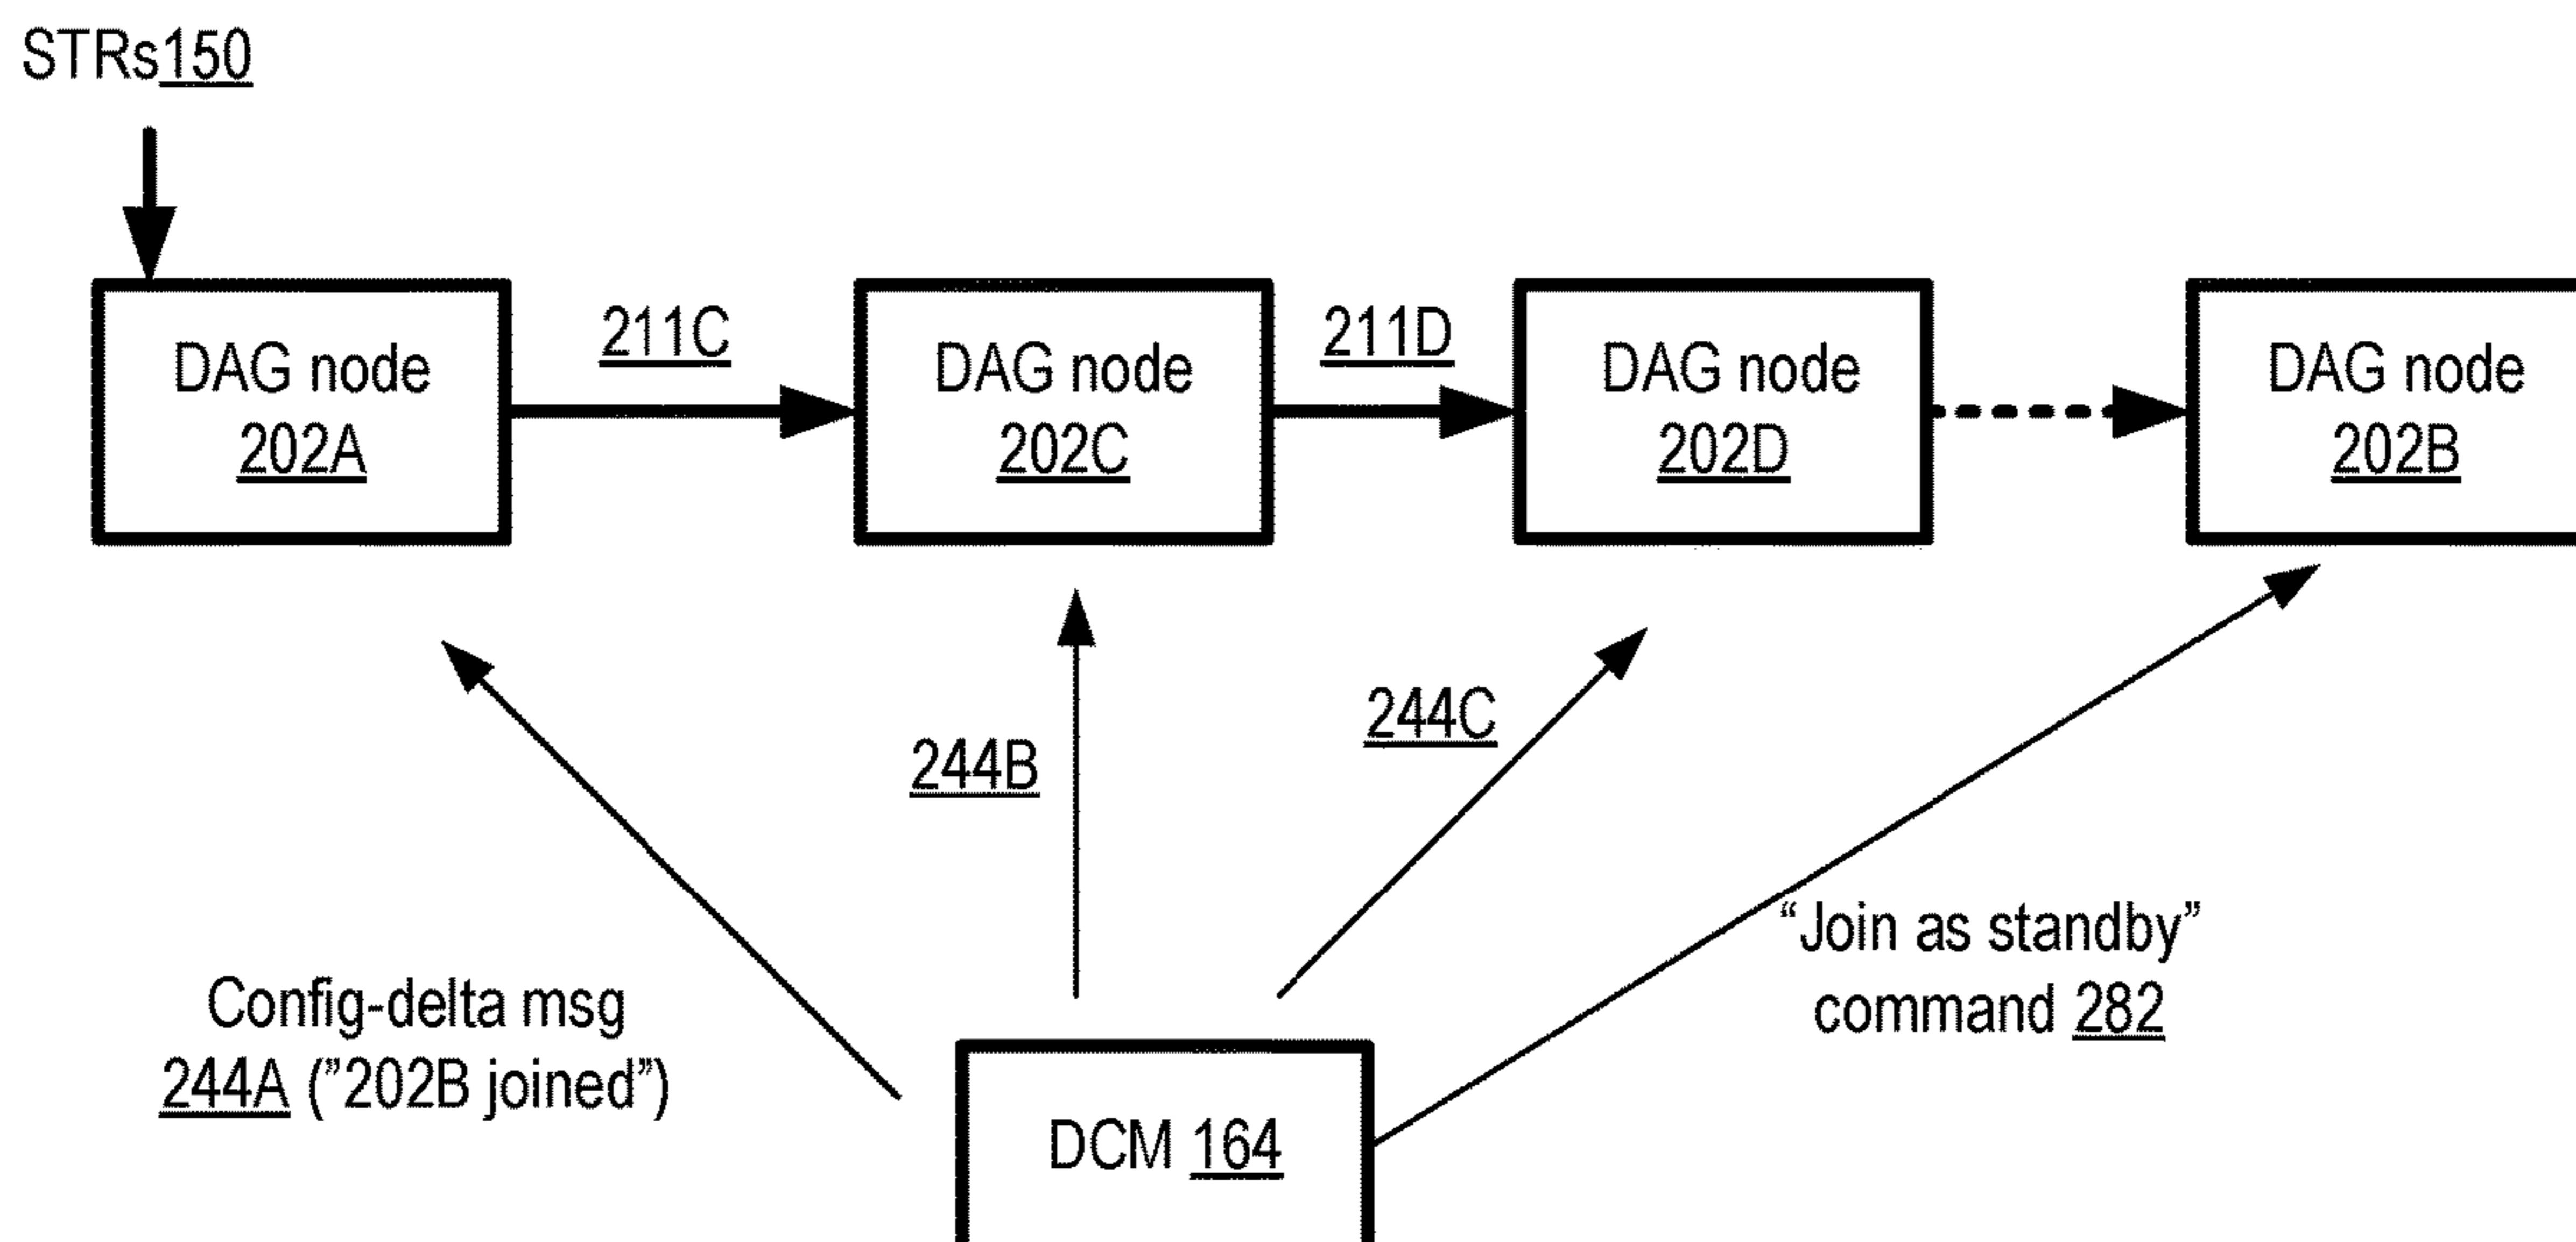 STRs150
211C
211D
DAG node
202A
DAG node
202C
DAG node
202D
DAG node
202B
244B
244C
Config-delta msg
244A (”202B joined”)
“Join as standby”
command 282
DCM 164